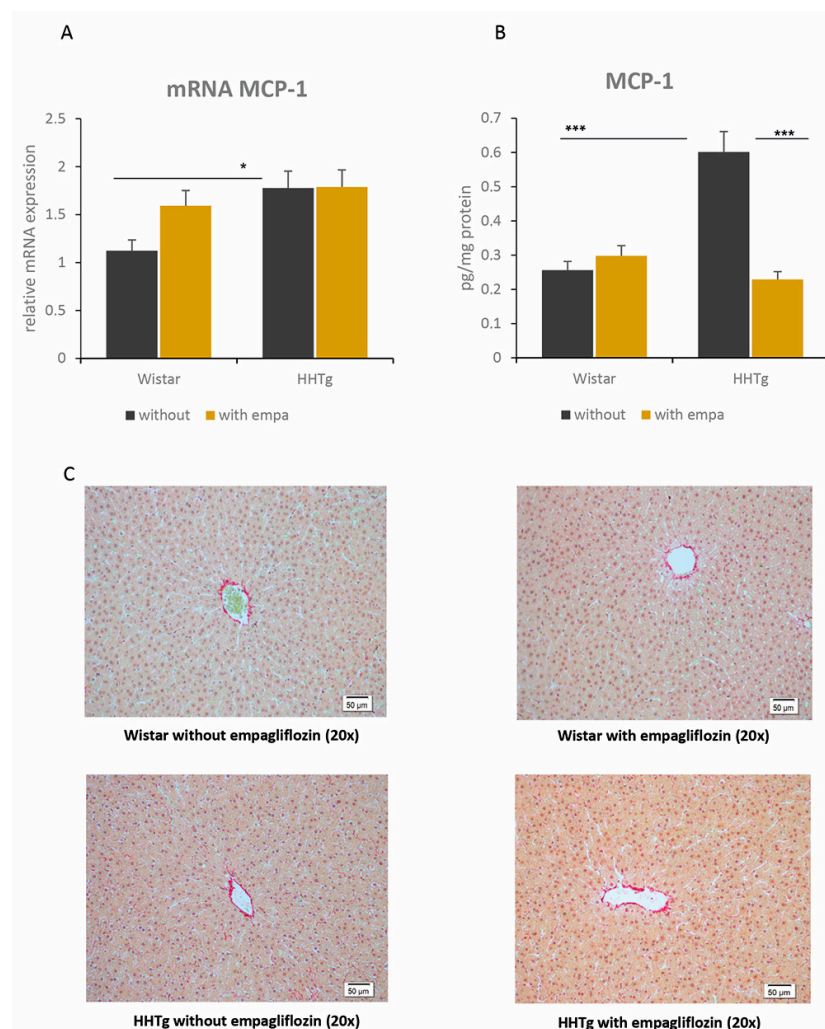 A
mRNA MCP-1
relative mRNA expression
2.5
2
1.5
1
0.5
0
*
Wistar
HHTg
without
with empa
B
MCP-1
pg/mg protein
0.7
0.6
0.5
0.4
0.3
0.2
0.1
0
***
***
Wistar
HHTg
without
with empa
C
50 µm
Wistar without empagliflozin (20x)
50 µm
Wistar with empagliflozin (20x)
50 µm
HHTg without empagliflozin (20x)
50 µm
HHTg with empagliflozin (20x)